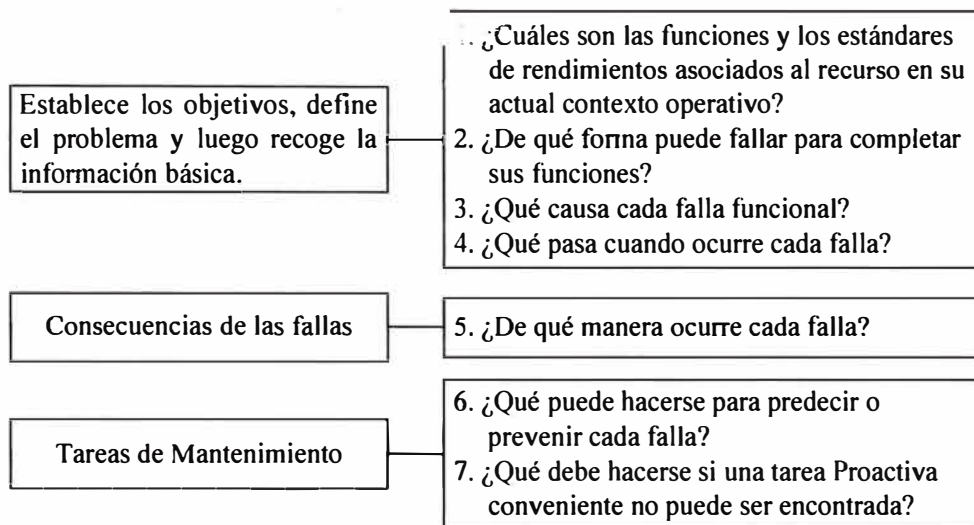 Establece los objetivos, define
el problema y luego recoge la
información básica.
¿Cuáles son las funciones y los estándares
de rendimientos asociados al recurso en su
actual contexto operativo?
2. ¿De qué forma puede fallar para completar
sus funciones?
3. ¿Qué causa cada falla funcional?
4. ¿Qué pasa cuando ocurre cada falla?
Consecuencias de las fallas
5. ¿De qué manera ocurre cada falla?
Tareas de Mantenimiento
6. ¿Qué puede hacerse para predecir o
prevenir cada falla?
7. ¿Qué debe hacerse si una tarea Proactiva
conveniente no puede ser encontrada?